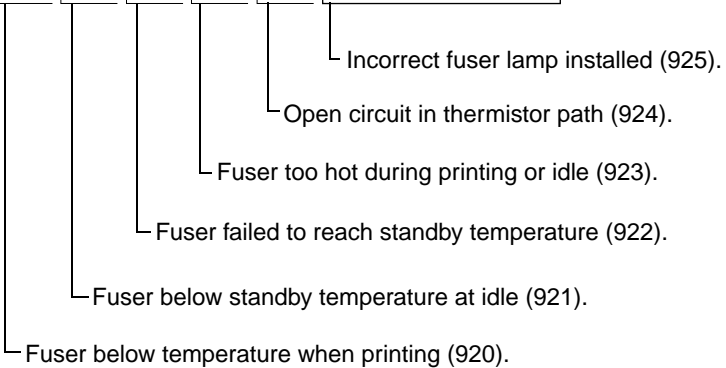 Incorrect fuser lamp installed (925).
Open circuit in thermistor path (924).
Fuser too hot during printing or idle (923).
Fuser failed to reach standby temperature (922).
Fuser below standby temperature at idle (921).
Fuser below temperature when printing (920).